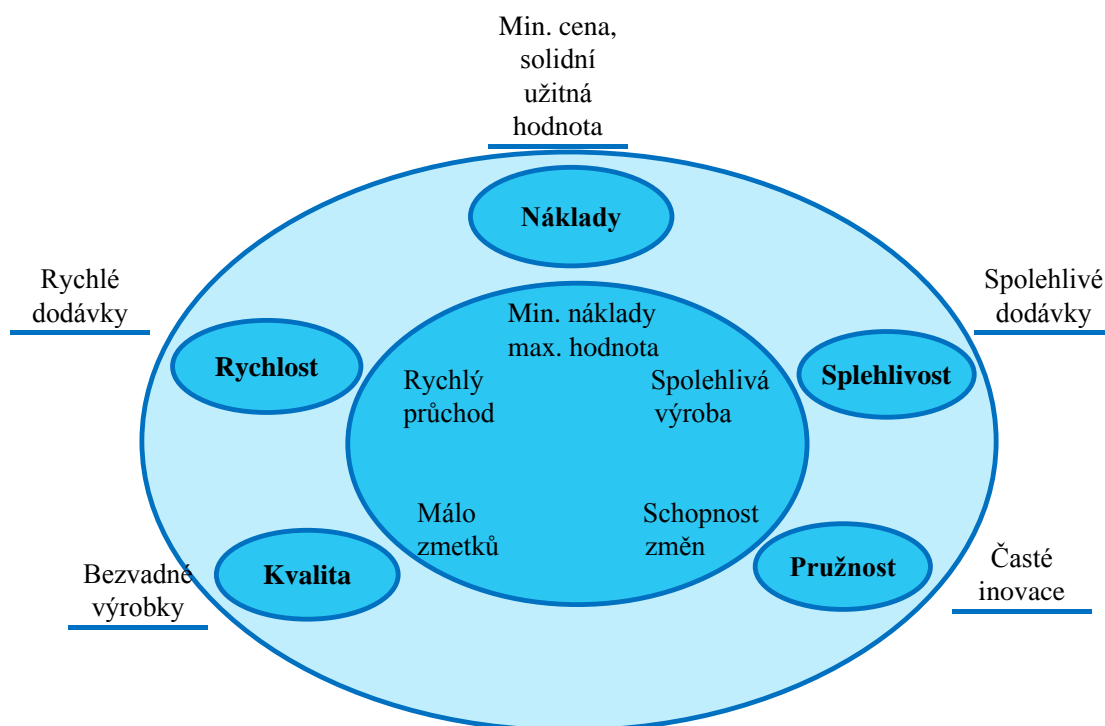 Min. cena,
solidní
užitná
hodnota
Náklady
Rychlé
dodávky
Spolehlivé
dodávky
Min. náklady
max. hodnota
Rychlost
Splehlivost
Rychlý
průchod
Spolehlivá
výroba
Málo
zmetků
Schopnost
změn
Kvalita
Pružnost
Bezvadné
výrobky
Časté
inovace